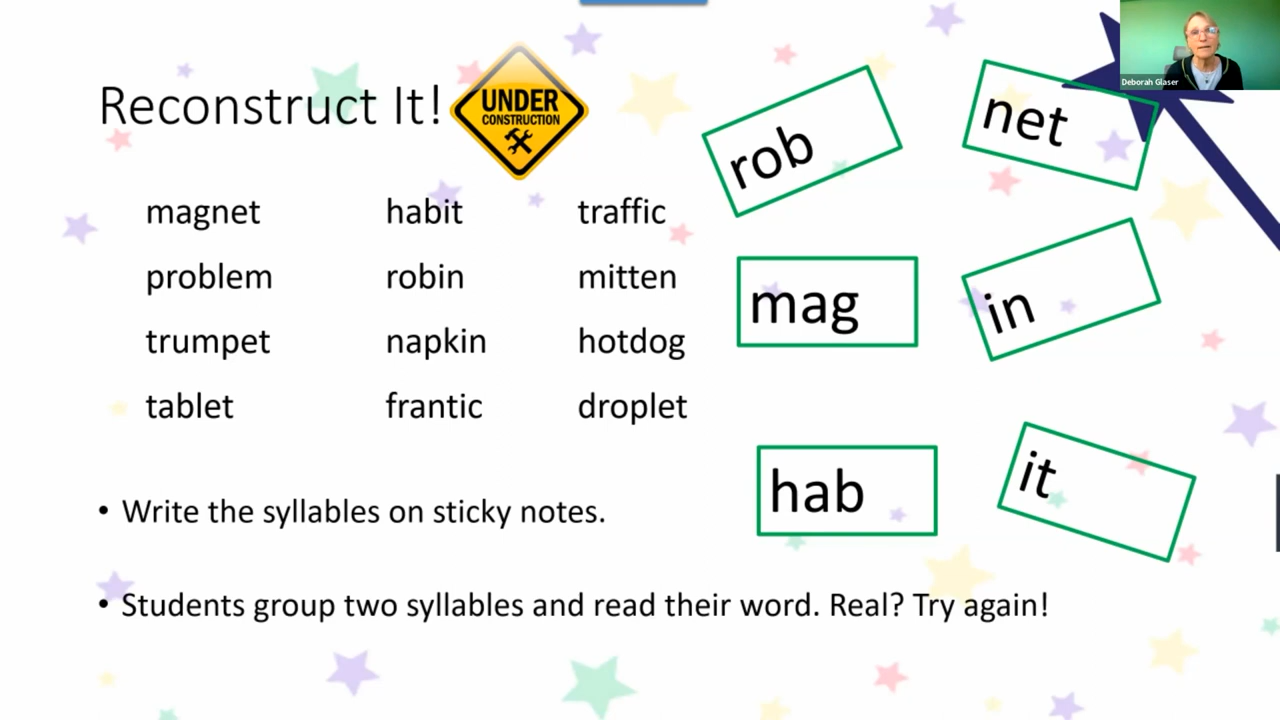 Reconstruct It!
UNDER
CONSTRUCTION
magnet habit traffic
problem robin mitten
trumpet napkin hotdog
tablet frantic droplet
• Write the syllables on sticky notes.
• Students group two syllables and read their word. Real? Try again!
rob
net
mag
in
hab
it
Deborah Glaser